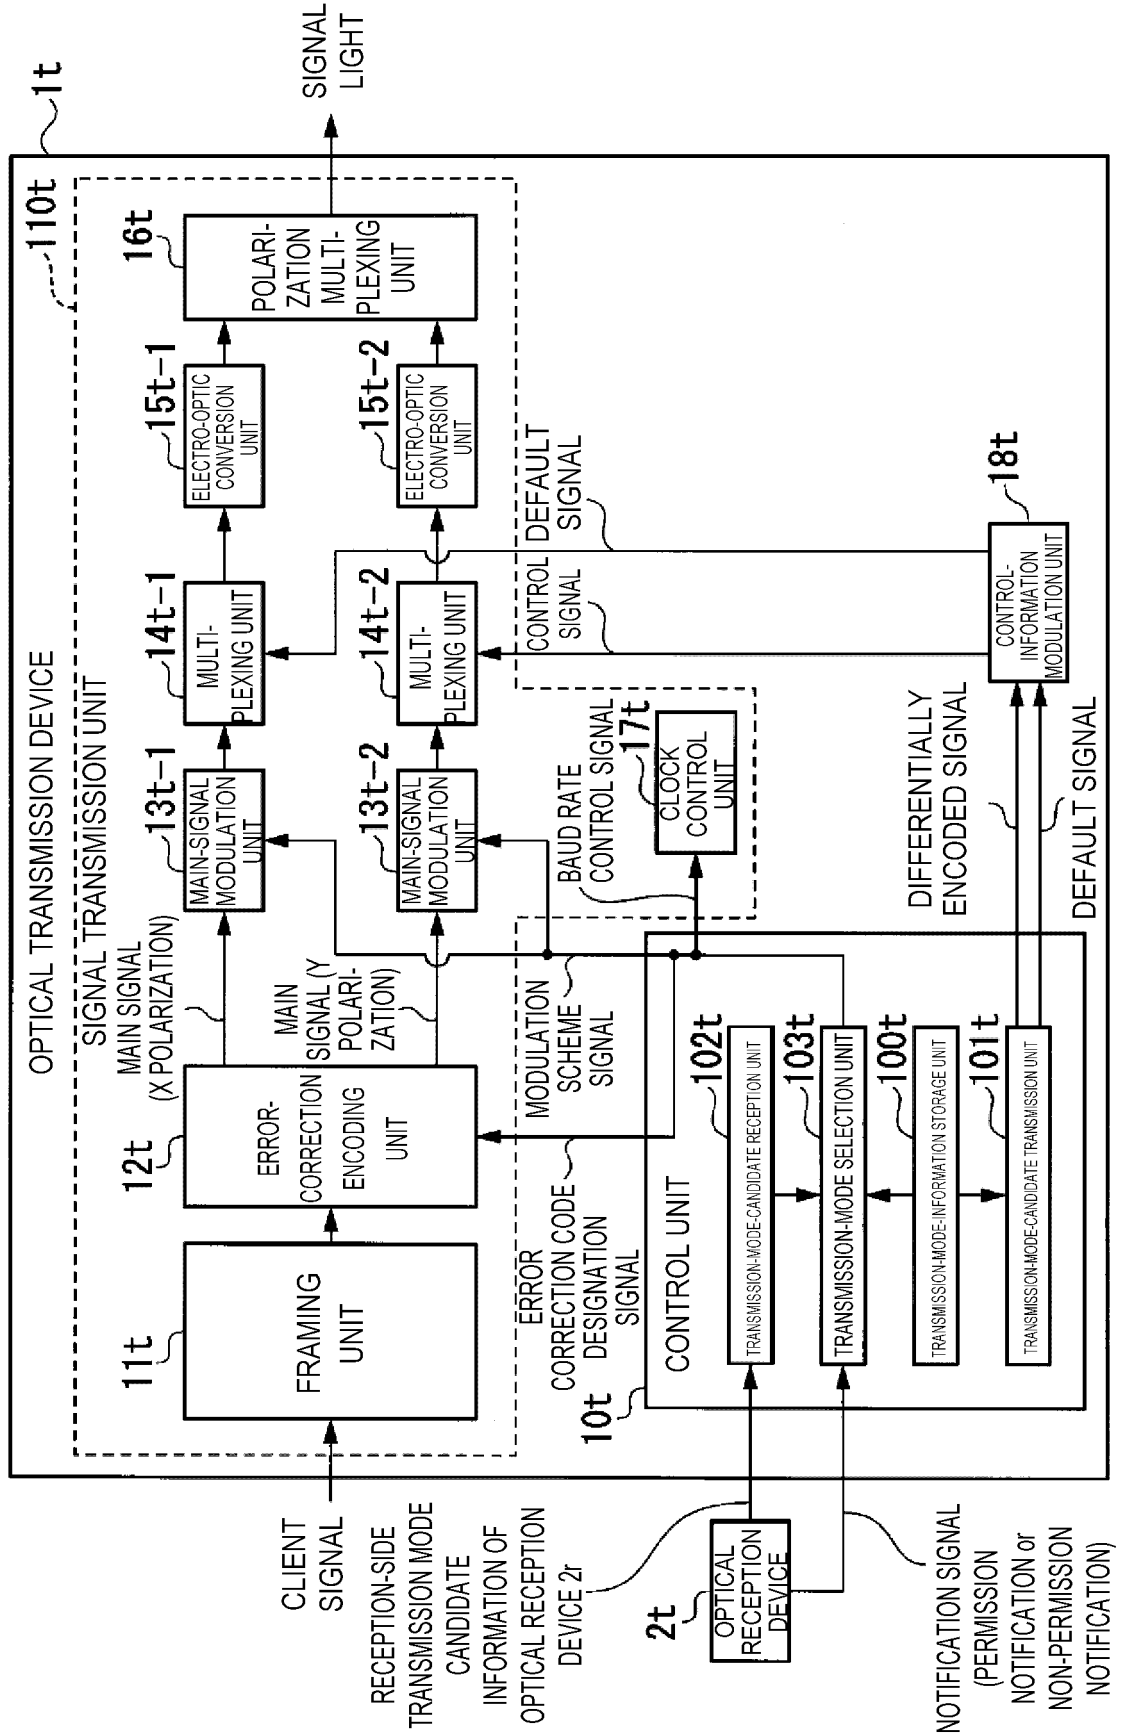 OPTICAL TRANSMISSION DEVICE
1t
SIGNAL TRANSMISSION UNIT
110t
CLIENT
SIGNAL
11t
FRAMING
UNIT
12t
ERROR-
CORRECTION
ENCODING
UNIT
MAIN SIGNAL
(X POLARIZATION)
MAIN
SIGNAL (Y
POLARI-
ZATION)
13t-1
MAIN-SIGNAL
MODULATION
UNIT
13t-2
MAIN-SIGNAL
MODULATION
UNIT
14t-1
MULTI-
PLEXING UNIT
14t-2
MULTI-
PLEXING UNIT
15t-1
ELECTRO-OPTIC
CONVERSION
UNIT
15t-2
ELECTRO-OPTIC
CONVERSION
UNIT
16t
POLARI-
ZATION
MULTI-
PLEXING
UNIT
SIGNAL
LIGHT
ERROR
CORRECTION CODE
DESIGNATION
SIGNAL
MODULATION
SCHEME
SIGNAL
BAUD RATE
CONTROL SIGNAL
17t
CLOCK
CONTROL
UNIT
CONTROL
SIGNAL
DEFAULT
SIGNAL
RECEPTION-SIDE
TRANSMISSION MODE
CANDIDATE
INFORMATION OF
OPTICAL RECEPTION
DEVICE 2r
2t
OPTICAL
RECEPTION
DEVICE
NOTIFICATION SIGNAL
(PERMISSION
NOTIFICATION or
NON-PERMISSION
NOTIFICATION)
10t
CONTROL UNIT
102t
TRANSMISSION-MODE-CANDIDATE RECEPTION UNIT
103t
TRANSMISSION-MODE SELECTION UNIT
100t
TRANSMISSION-MODE-INFORMATION STORAGE UNIT
101t
TRANSMISSION-MODE-CANDIDATE TRANSMISSION UNIT
DIFFERENTIALLY
ENCODED SIGNAL
DEFAULT SIGNAL
18t
CONTROL-
INFORMATION
MODULATION UNIT